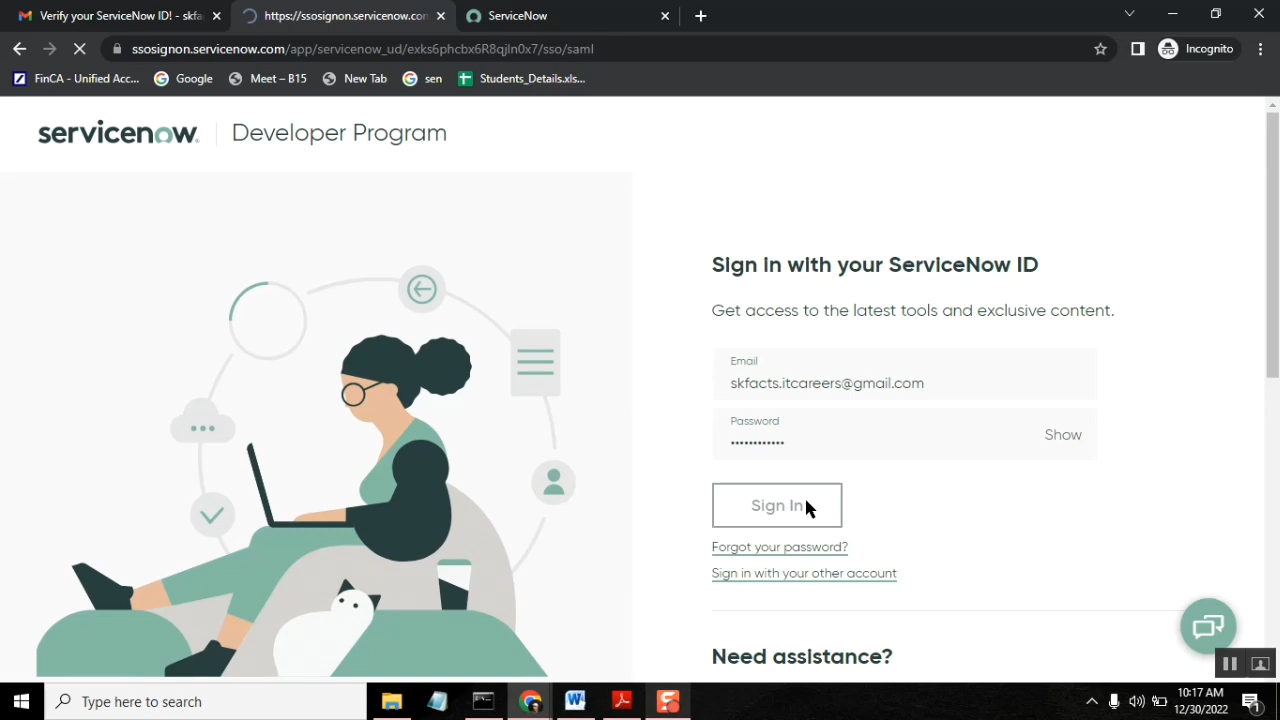 Verify your ServiceNow ID! - skfa
https://ssosignon.servicenow.con
ServiceNow
ssosignon.servicenow.com/app/servicenow_ud/exks6phcbx6R8qjln0x7/sso/saml
Incognito
FinCA - Unified Acc...
Google
Meet – B15
New Tab
sen
Students_Details.xls...
servicenow
Developer Program
Sign in with your ServiceNow ID
Get access to the latest tools and exclusive content.
Email
skfacts.itcareers@gmail.com
Password
••••••••••••
Show
Sign In
Forgot your password?
Sign in with your other account
Need assistance?
Type here to search
10:17 AM
12/30/2022
1